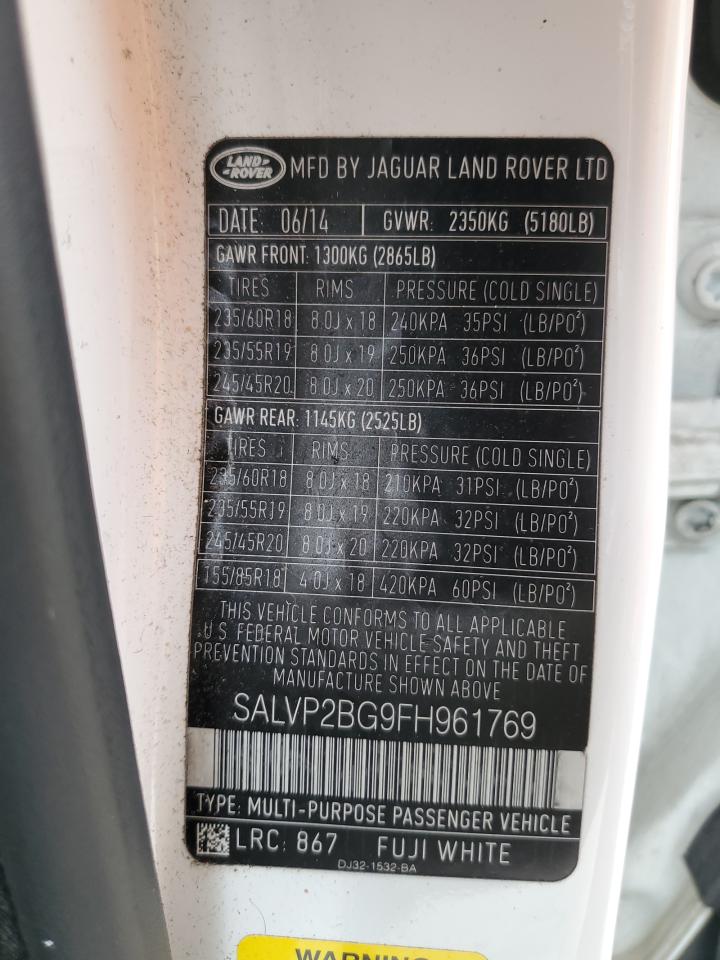 LAND ROVER MFD BY JAGUAR LAND ROVER LTD
DATE: 06/14 GVWR: 2350KG (5180LB)
GAWR FRONT: 1300KG (2865LB)
TIRES RIMS PRESSURE (COLD SINGLE)
235/60R18 8.0J x 18 240KPA 35PSI (LB/PO²)
235/55R19 8.0J x 19 250KPA 36PSI (LB/PO²)
245/45R20 8.0J x 20 250KPA 36PSI (LB/PO²)
GAWR REAR: 1145KG (2525LB)
TIRES RIMS PRESSURE (COLD SINGLE)
235/60R18 8.0J x 18 210KPA 31PSI (LB/PO²)
235/55R19 8.0J x 19 220KPA 32PSI (LB/PO²)
245/45R20 8.0J x 20 220KPA 32PSI (LB/PO²)
155/85R18 4.0J x 18 420KPA 60PSI (LB/PO²)
THIS VEHICLE CONFORMS TO ALL APPLICABLE
U.S FEDERAL MOTOR VEHICLE SAFETY AND THEFT
PREVENTION STANDARDS IN EFFECT ON THE DATE OF
MANUFACTURE SHOWN ABOVE
SALVP2BG9FH961769
TYPE: MULTI-PURPOSE PASSENGER VEHICLE
LRC: 867 FUJI WHITE
DJ32-1532-BA
WARNING